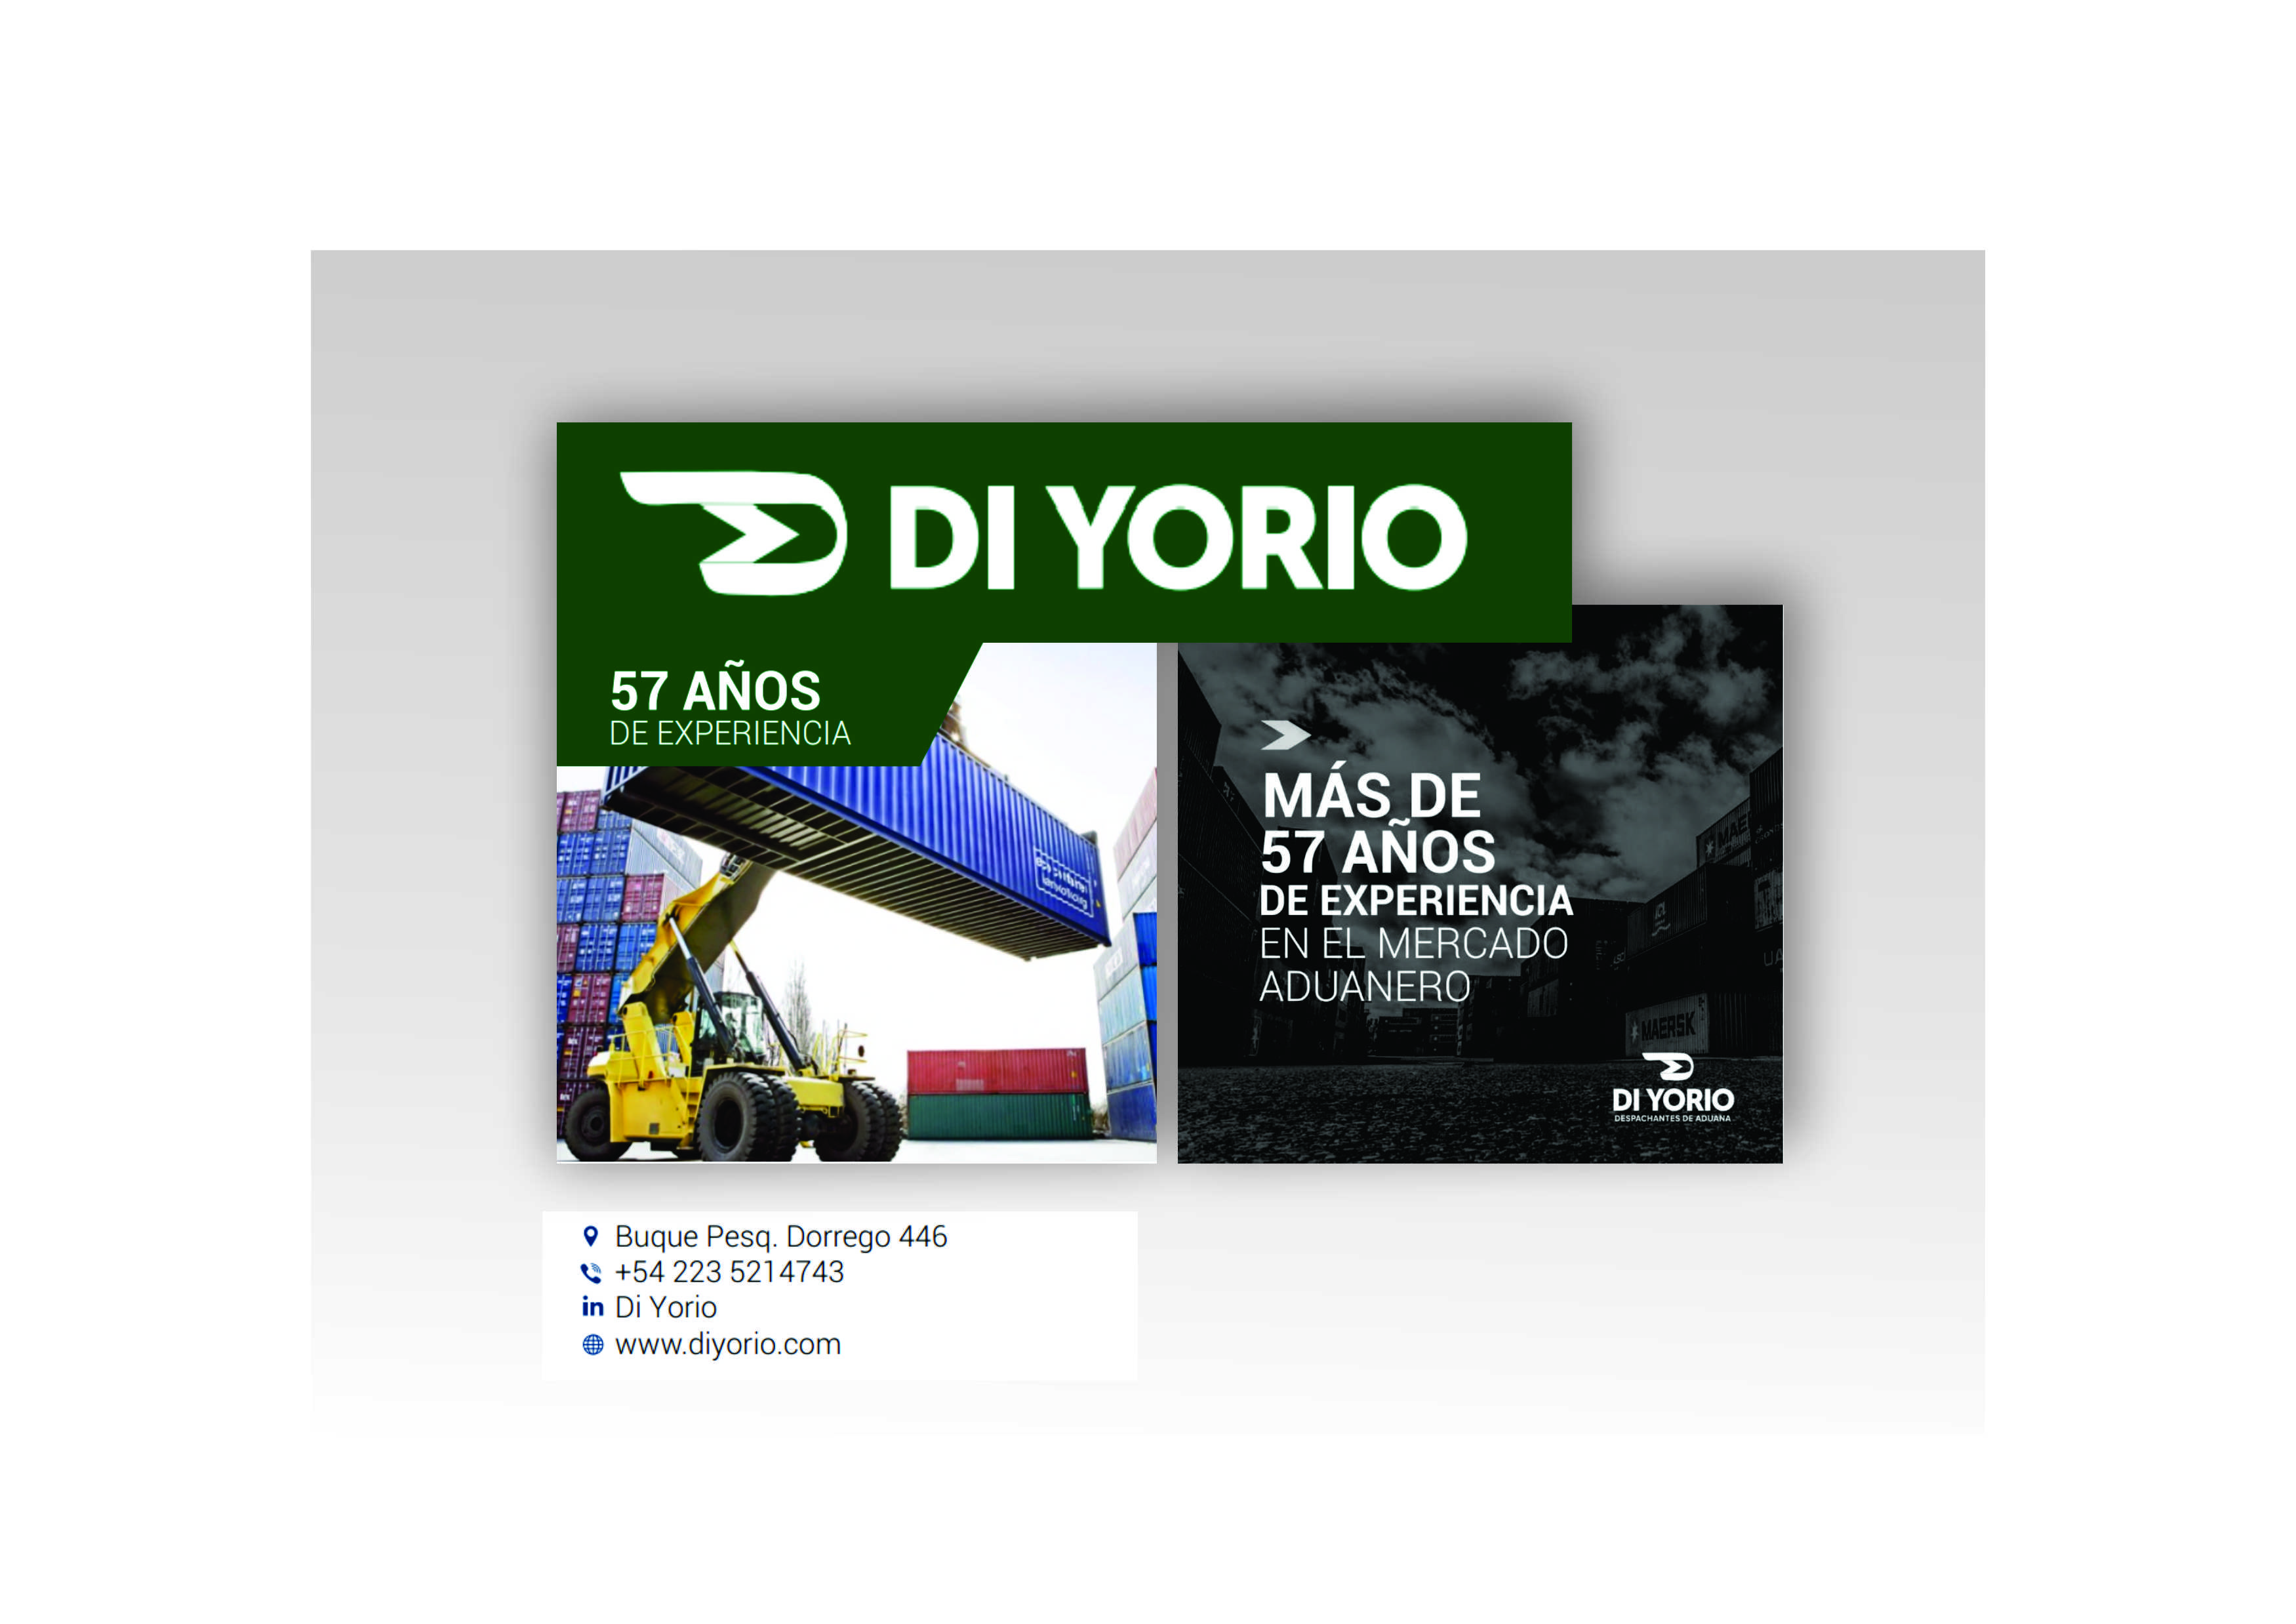 DI YORIO
57 AÑOS
DE EXPERIENCIA
MÁS DE
57 AÑOS
DE EXPERIENCIA
EN EL MERCADO
ADUANERO
MAERSK
DI YORIO
DESPACHANTES DE ADUANA
Buque Pesq. Dorrego 446
+54 223 5214743
in Di Yorio
www.diyorio.com